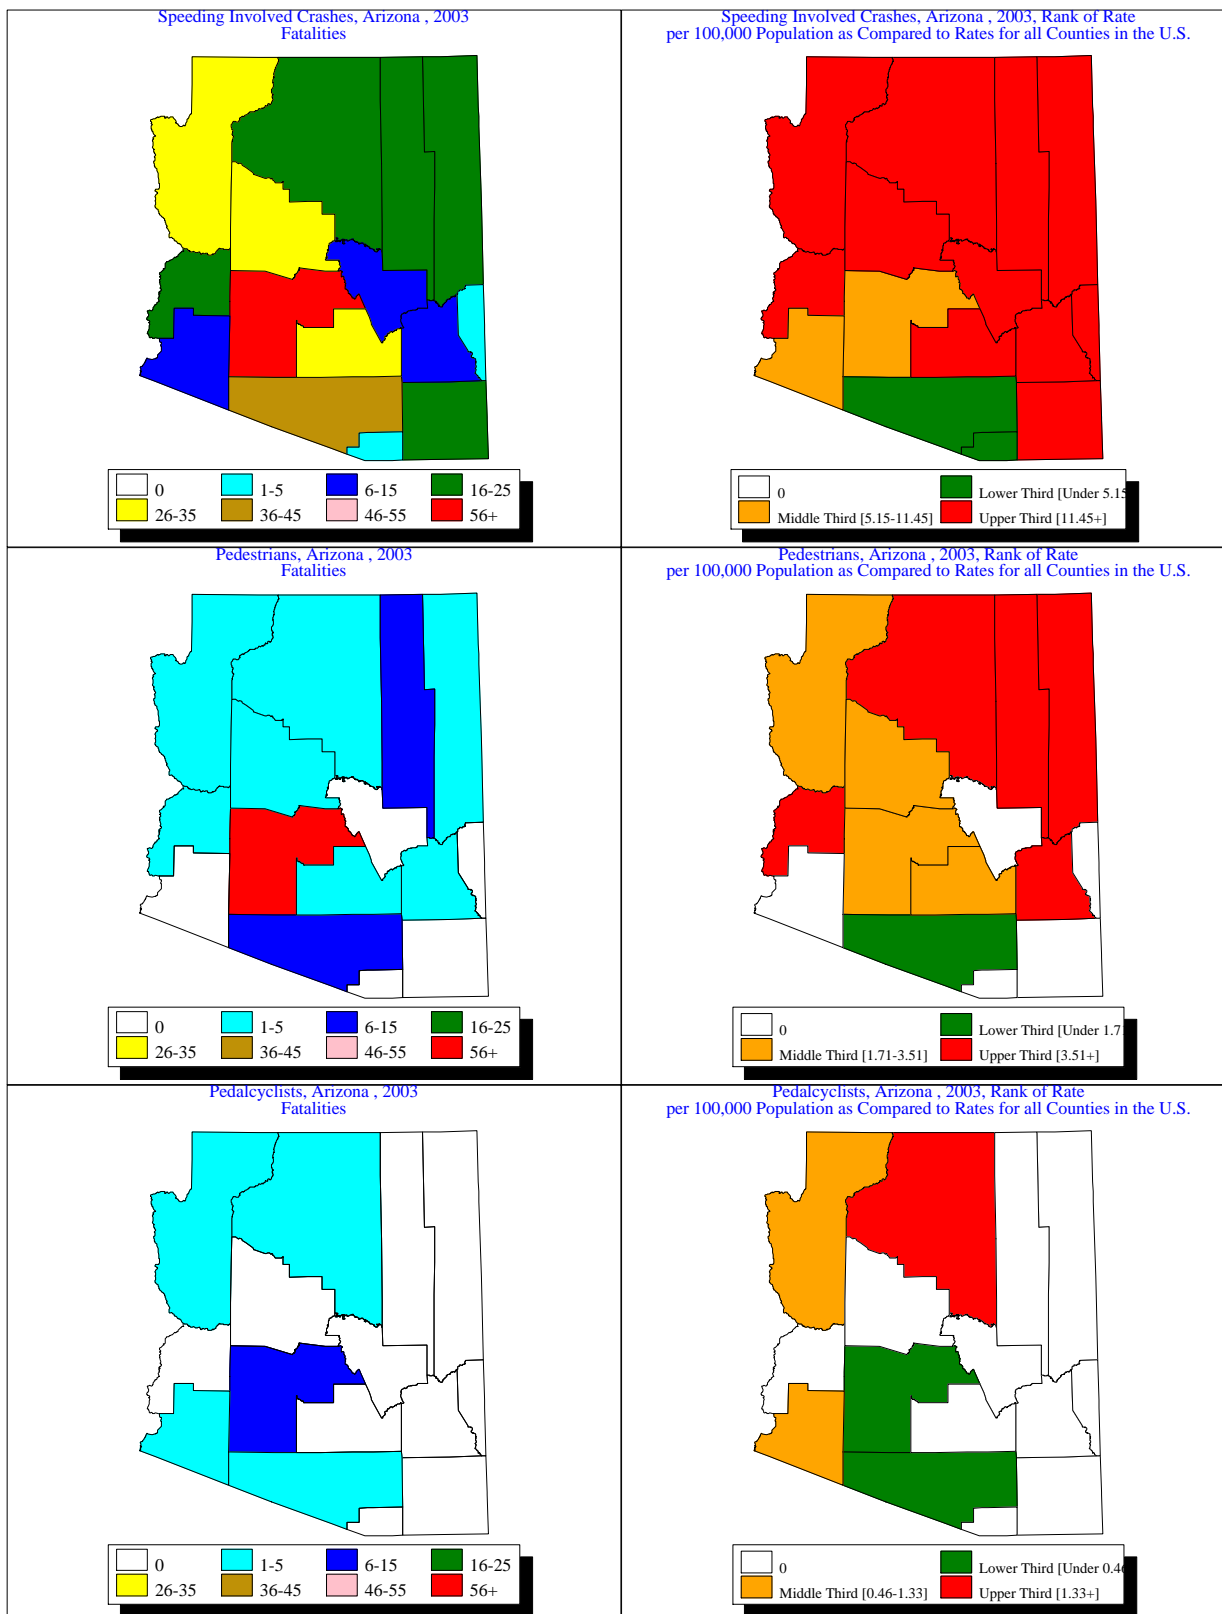 Speeding Involved Crashes, Arizona , 2003
Fatalities
0
1-5
6-15
16-25
26-35
36-45
46-55
56+
Speeding Involved Crashes, Arizona , 2003, Rank of Rate
per 100,000 Population as Compared to Rates for all Counties in the U.S.
0
Lower Third [Under 5.15
Middle Third [5.15-11.45]
Upper Third [11.45+]
Pedestrians, Arizona , 2003
Fatalities
0
1-5
6-15
16-25
26-35
36-45
46-55
56+
Pedestrians, Arizona , 2003, Rank of Rate
per 100,000 Population as Compared to Rates for all Counties in the U.S.
0
Lower Third [Under 1.71
Middle Third [1.71-3.51]
Upper Third [3.51+]
Pedalcyclists, Arizona , 2003
Fatalities
0
1-5
6-15
16-25
26-35
36-45
46-55
56+
Pedalcyclists, Arizona , 2003, Rank of Rate
per 100,000 Population as Compared to Rates for all Counties in the U.S.
0
Lower Third [Under 0.46
Middle Third [0.46-1.33]
Upper Third [1.33+]